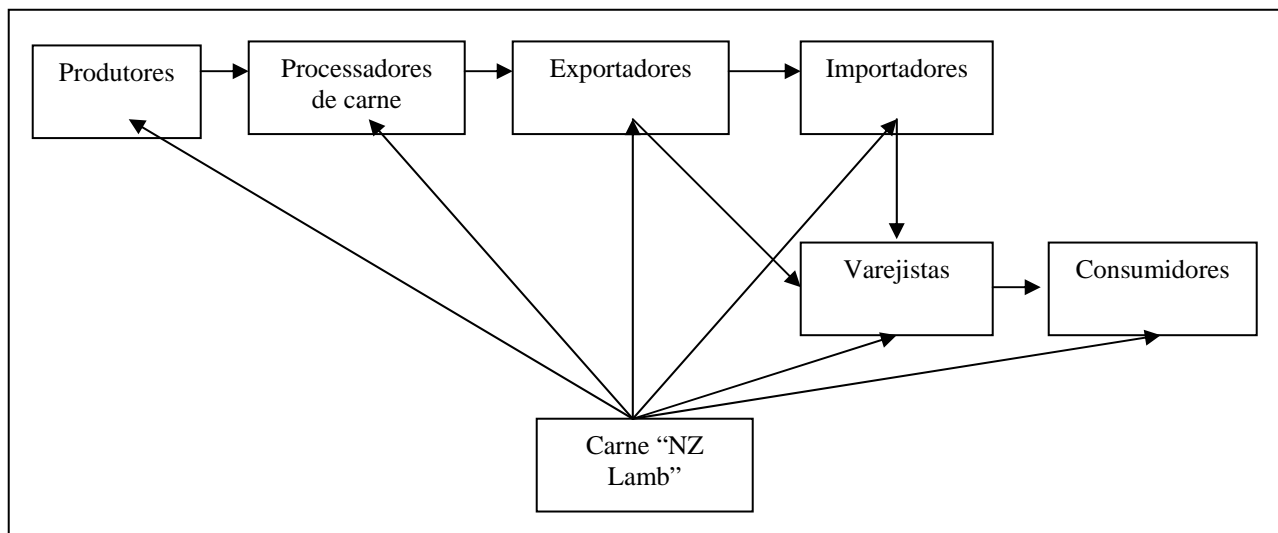 Produtores
Processadores
de carne
Exportadores
Importadores
Varejistas
Consumidores
Carne “NZ
Lamb”